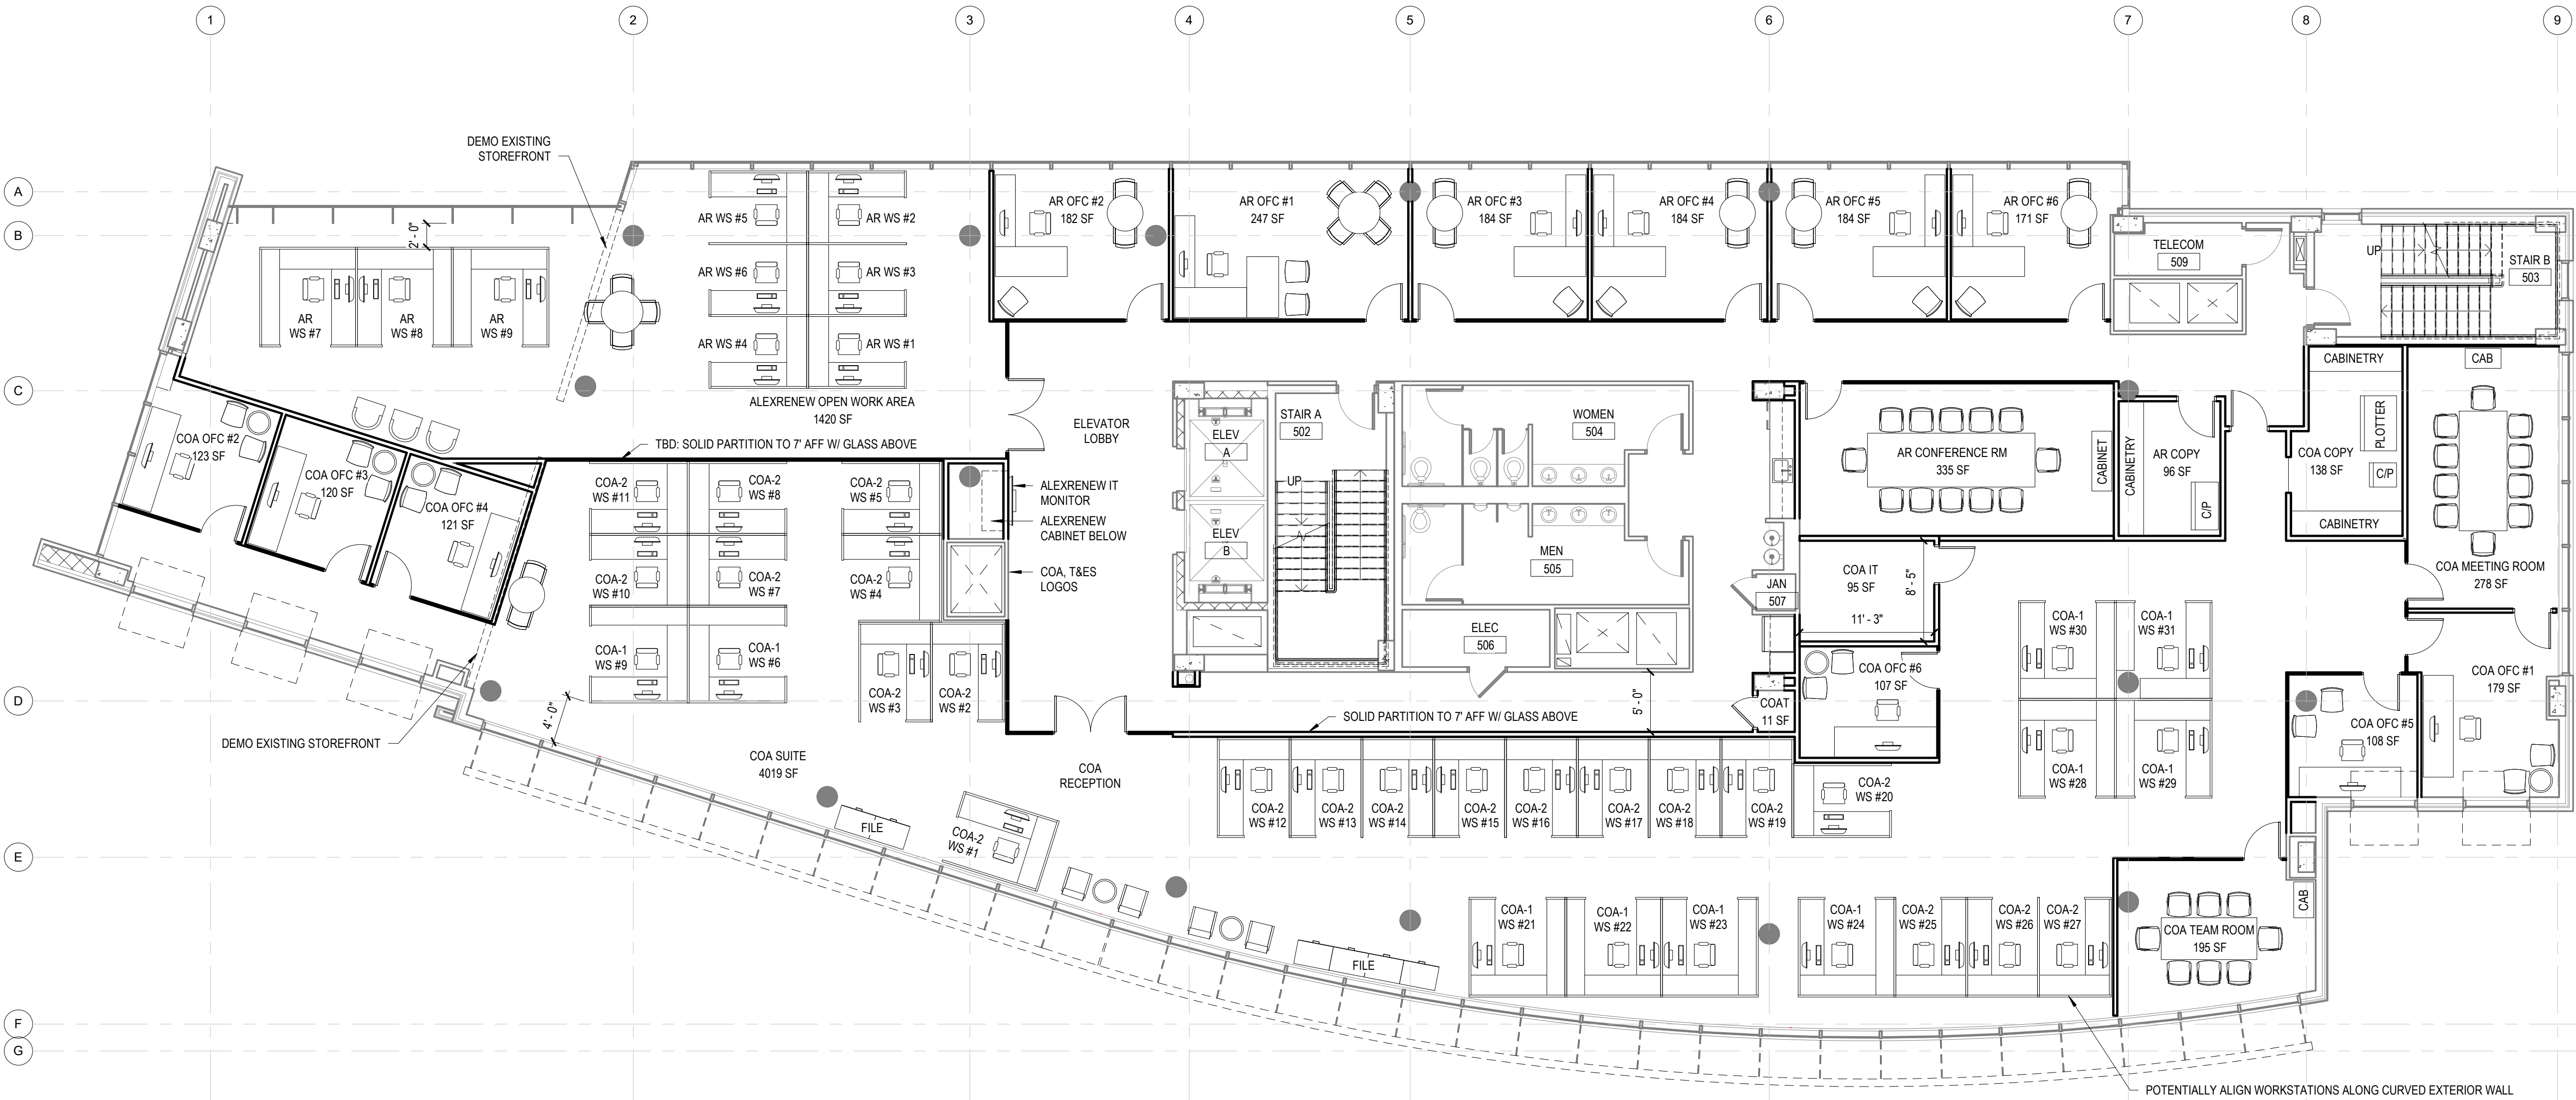 1
2
3
4
5
6
7
8
9
A
B
C
D
E
F
G
DEMO EXISTING
STOREFRONT
2' - 0"
AR
WS #7
AR
WS #8
AR
WS #9
AR WS #5
AR WS #2
AR WS #6
AR WS #3
AR WS #4
AR WS #1
ALEXRENEW OPEN WORK AREA
1420 SF
TBD: SOLID PARTITION TO 7' AFF W/ GLASS ABOVE
AR OFC #2
182 SF
AR OFC #1
247 SF
AR OFC #3
184 SF
AR OFC #4
184 SF
AR OFC #5
184 SF
AR OFC #6
171 SF
TELECOM
509
UP
STAIR B
503
COA OFC #2
123 SF
COA OFC #3
120 SF
COA OFC #4
121 SF
COA-2
WS #11
COA-2
WS #8
COA-2
WS #5
COA-2
WS #10
COA-2
WS #7
COA-2
WS #4
COA-1
WS #9
COA-1
WS #6
COA-2
WS #3
COA-2
WS #2
ELEVATOR
LOBBY
ALEXRENEW IT
MONITOR
ALEXRENEW
CABINET BELOW
COA, T&ES
LOGOS
ELEV
A
ELEV
B
STAIR A
502
UP
WOMEN
504
MEN
505
ELEC
506
JAN
507
AR CONFERENCE RM
335 SF
CABINET
CABINETRY
AR COPY
96 SF
C/P
CABINETRY
COA COPY
138 SF
PLOTTER
C/P
CABINETRY
CAB
COA MEETING ROOM
278 SF
COA IT
95 SF
8' - 5"
11' - 3"
COA OFC #6
107 SF
COAT
11 SF
5' - 0"
SOLID PARTITION TO 7' AFF W/ GLASS ABOVE
COA-1
WS #30
COA-1
WS #31
COA-1
WS #28
COA-1
WS #29
COA OFC #1
179 SF
COA OFC #5
108 SF
DEMO EXISTING STOREFRONT
4' - 0"
COA SUITE
4019 SF
COA
RECEPTION
FILE
COA-2
WS #1
COA-2
WS #12
COA-2
WS #13
COA-2
WS #14
COA-2
WS #15
COA-2
WS #16
COA-2
WS #17
COA-2
WS #18
COA-2
WS #19
COA-2
WS #20
FILE
COA-1
WS #21
COA-1
WS #22
COA-1
WS #23
COA-1
WS #24
COA-2
WS #25
COA-2
WS #26
COA-2
WS #27
COA TEAM ROOM
195 SF
CAB
POTENTIALLY ALIGN WORKSTATIONS ALONG CURVED EXTERIOR WALL